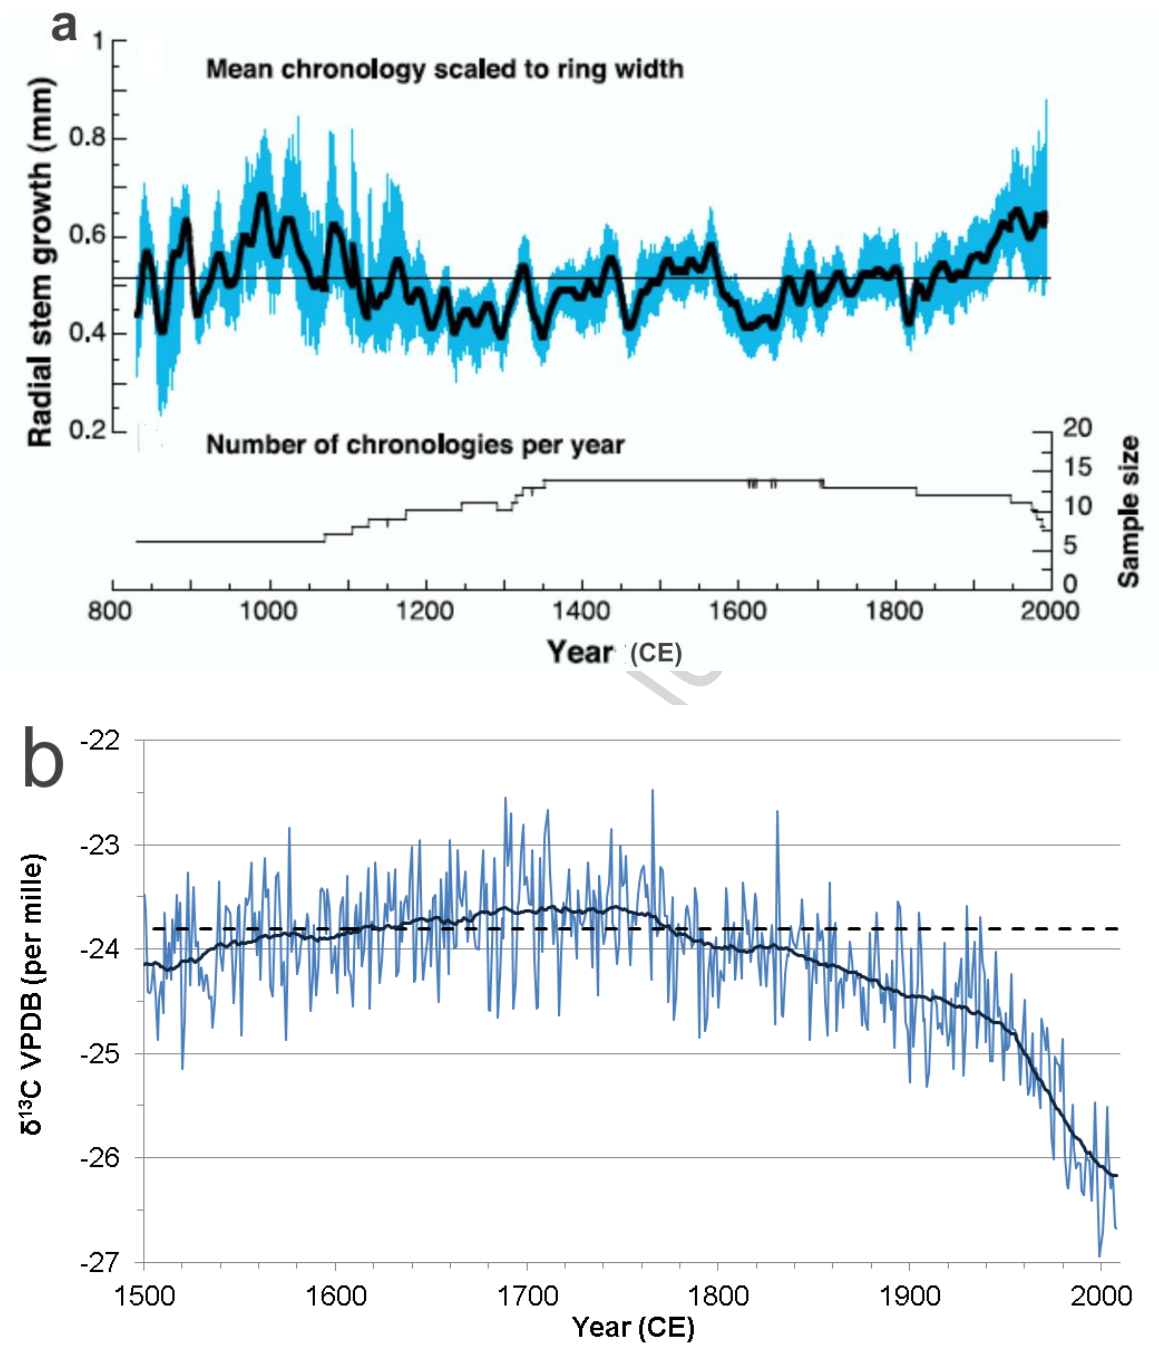 a
Mean chronology scaled to ring width
Radial stem growth (mm)
1
0.8
0.6
0.4
0.2
Number of chronologies per year
Sample size
20
15
10
5
0
800 1000 1200 1400 1600 1800 2000
Year (CE)
b
δ¹³C VPDB (per mille)
-22
-23
-24
-25
-26
-27
1500 1600 1700 1800 1900 2000
Year (CE)